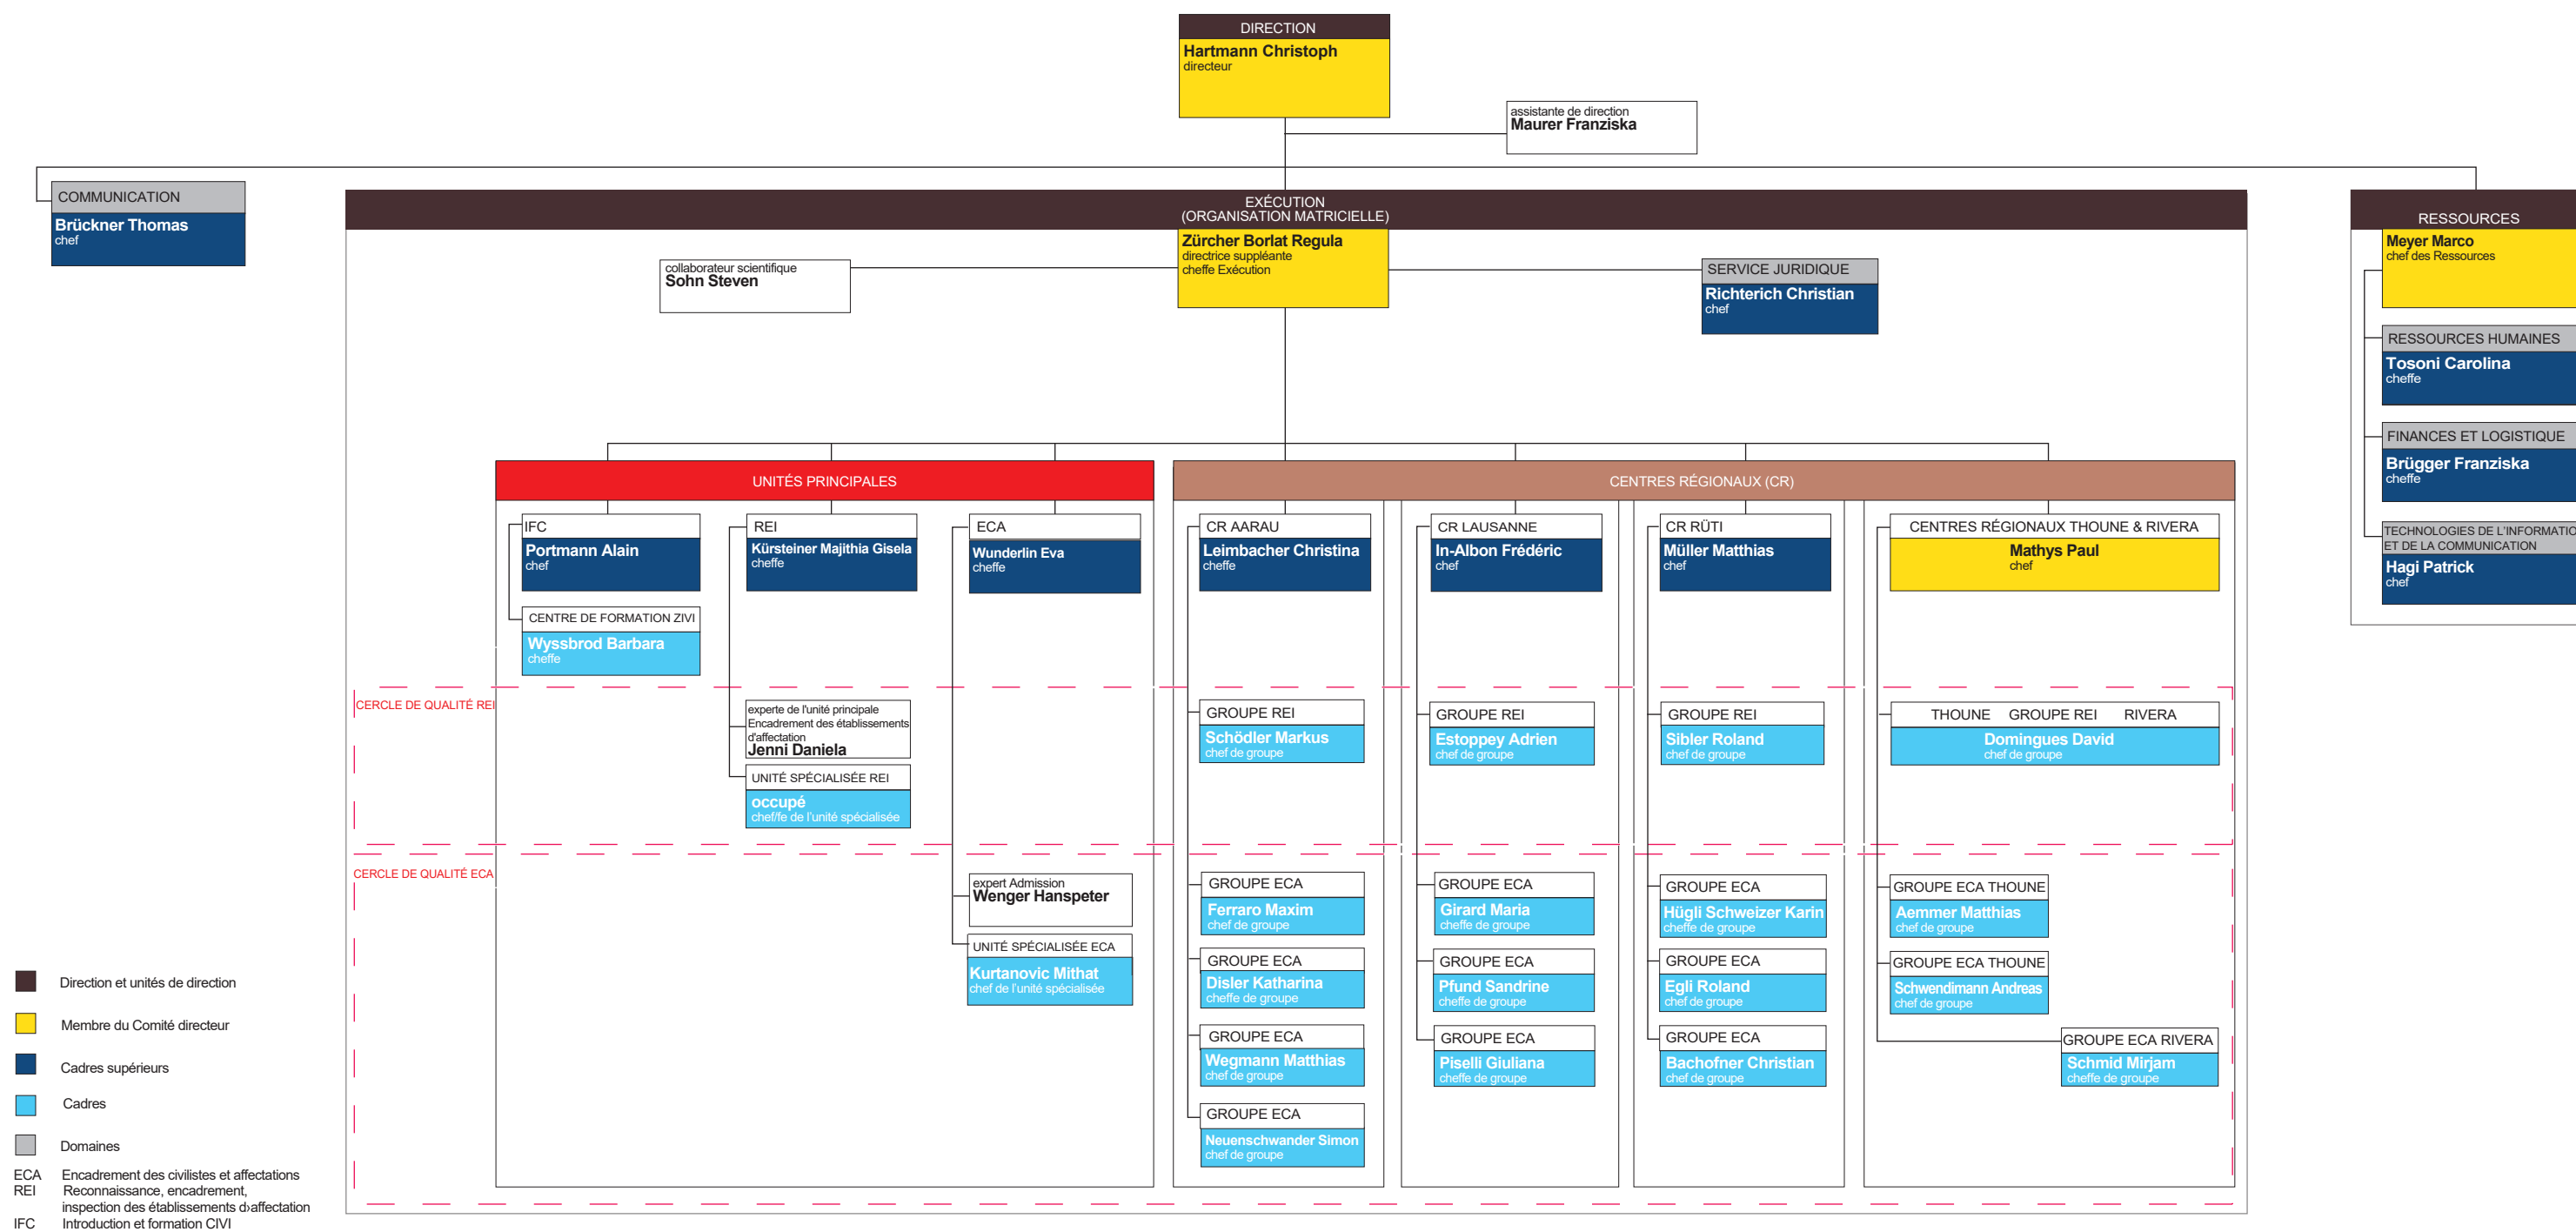 DIRECTION
Hartmann Christoph
directeur
assistante de direction
Maurer Franziska
COMMUNICATION
Brückner Thomas
chef
EXÉCUTION
(ORGANISATION MATRICIELLE)
Zürcher Borlat Regula
directrice suppléante
cheffe Exécution
collaborateur scientifique
Sohn Steven
SERVICE JURIDIQUE
Richterich Christian
chef
RESSOURCES
Meyer Marco
chef des Ressources
RESSOURCES HUMAINES
Tosoni Carolina
cheffe
FINANCES ET LOGISTIQUE
Brügger Franziska
cheffe
TECHNOLOGIES DE L'INFORMATIO
ET DE LA COMMUNICATION
Hagi Patrick
chef
UNITÉS PRINCIPALES
IFC
Portmann Alain
chef
CENTRE DE FORMATION ZIVI
Wyssbrod Barbara
cheffe
REI
Kürsteiner Majithia Gisela
cheffe
experte de l'unité principale
Encadrement des établissements
d'affectation
Jenni Daniela
UNITÉ SPÉCIALISÉE REI
occupé
chef/fe de l'unité spécialisée
ECA
Wunderlin Eva
cheffe
expert Admission
Wenger Hanspeter
UNITÉ SPÉCIALISÉE ECA
Kurtanovic Mithat
chef de l'unité spécialisée
CENTRES RÉGIONAUX (CR)
CR AARAU
Leimbacher Christina
cheffe
GROUPE REI
Schödler Markus
chef de groupe
GROUPE ECA
Ferraro Maxim
chef de groupe
GROUPE ECA
Disler Katharina
cheffe de groupe
GROUPE ECA
Wegmann Matthias
chef de groupe
GROUPE ECA
Neuenschwander Simon
chef de groupe
CR LAUSANNE
In-Albon Frédéric
chef
GROUPE REI
Estoppey Adrien
chef de groupe
GROUPE ECA
Girard Maria
cheffe de groupe
GROUPE ECA
Pfund Sandrine
cheffe de groupe
GROUPE ECA
Piselli Giuliana
cheffe de groupe
CR RÜTI
Müller Matthias
chef
GROUPE REI
Sibler Roland
chef de groupe
GROUPE ECA
Hügli Schweizer Karin
cheffe de groupe
GROUPE ECA
Egli Roland
chef de groupe
GROUPE ECA
Bachofner Christian
chef de groupe
CENTRES RÉGIONAUX THOUNE & RIVERA
Mathys Paul
chef
THOUNE GROUPE REI RIVERA
Domingues David
chef de groupe
GROUPE ECA THOUNE
Aemmer Matthias
chef de groupe
GROUPE ECA THOUNE
Schwendimann Andreas
chef de groupe
GROUPE ECA RIVERA
Schmid Mirjam
cheffe de groupe
CERCLE DE QUALITÉ REI
CERCLE DE QUALITÉ ECA
Direction et unités de direction
Membre du Comité directeur
Cadres supérieurs
Cadres
Domaines
ECA Encadrement des civilistes et affectations
REI Reconnaissance, encadrement,
inspection des établissements d›affectation
IFC Introduction et formation CIVI